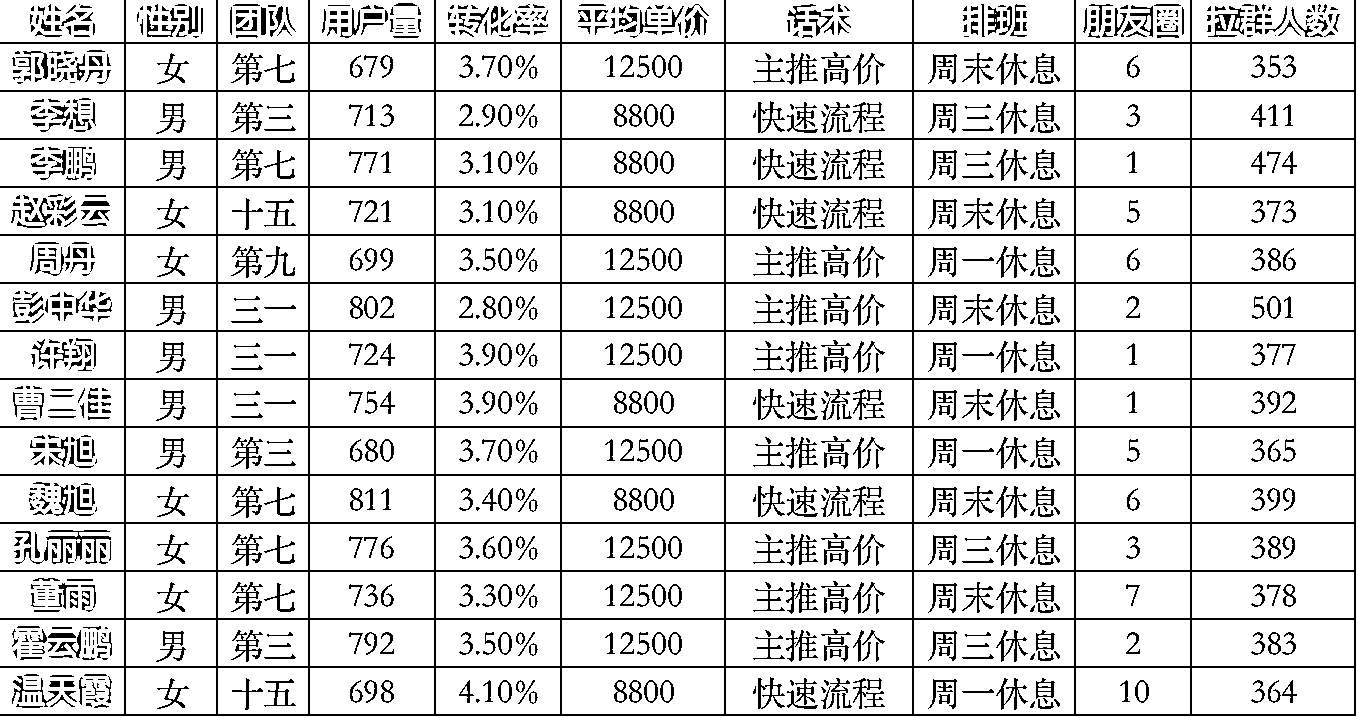 姓名 性别 团队 用户量 转化率 平均单价 话术 排班 朋友圈 拉群人数
郭晓丹 女 第七 679 3.70% 12500 主推高价 周末休息 6 353
李想 男 第三 713 2.90% 8800 快速流程 周三休息 3 411
李鹏 男 第七 771 3.10% 8800 快速流程 周三休息 1 474
赵彩云 女 十五 721 3.10% 8800 快速流程 周末休息 5 373
周丹 女 第九 699 3.50% 12500 主推高价 周一休息 6 386
彭中华 男 三一 802 2.80% 12500 主推高价 周末休息 2 501
许翔 男 三一 724 3.90% 12500 主推高价 周一休息 1 377
曹二佳 男 三一 754 3.90% 8800 快速流程 周末休息 1 392
宋旭 男 第三 680 3.70% 12500 主推高价 周一休息 5 365
魏旭 女 第七 811 3.40% 8800 快速流程 周末休息 6 399
孔丽丽 女 第七 776 3.60% 12500 主推高价 周三休息 3 389
董雨 女 第七 736 3.30% 12500 主推高价 周末休息 7 378
霍云鹏 男 第三 792 3.50% 12500 主推高价 周三休息 2 383
温天霞 女 十五 698 4.10% 8800 快速流程 周一休息 10 364